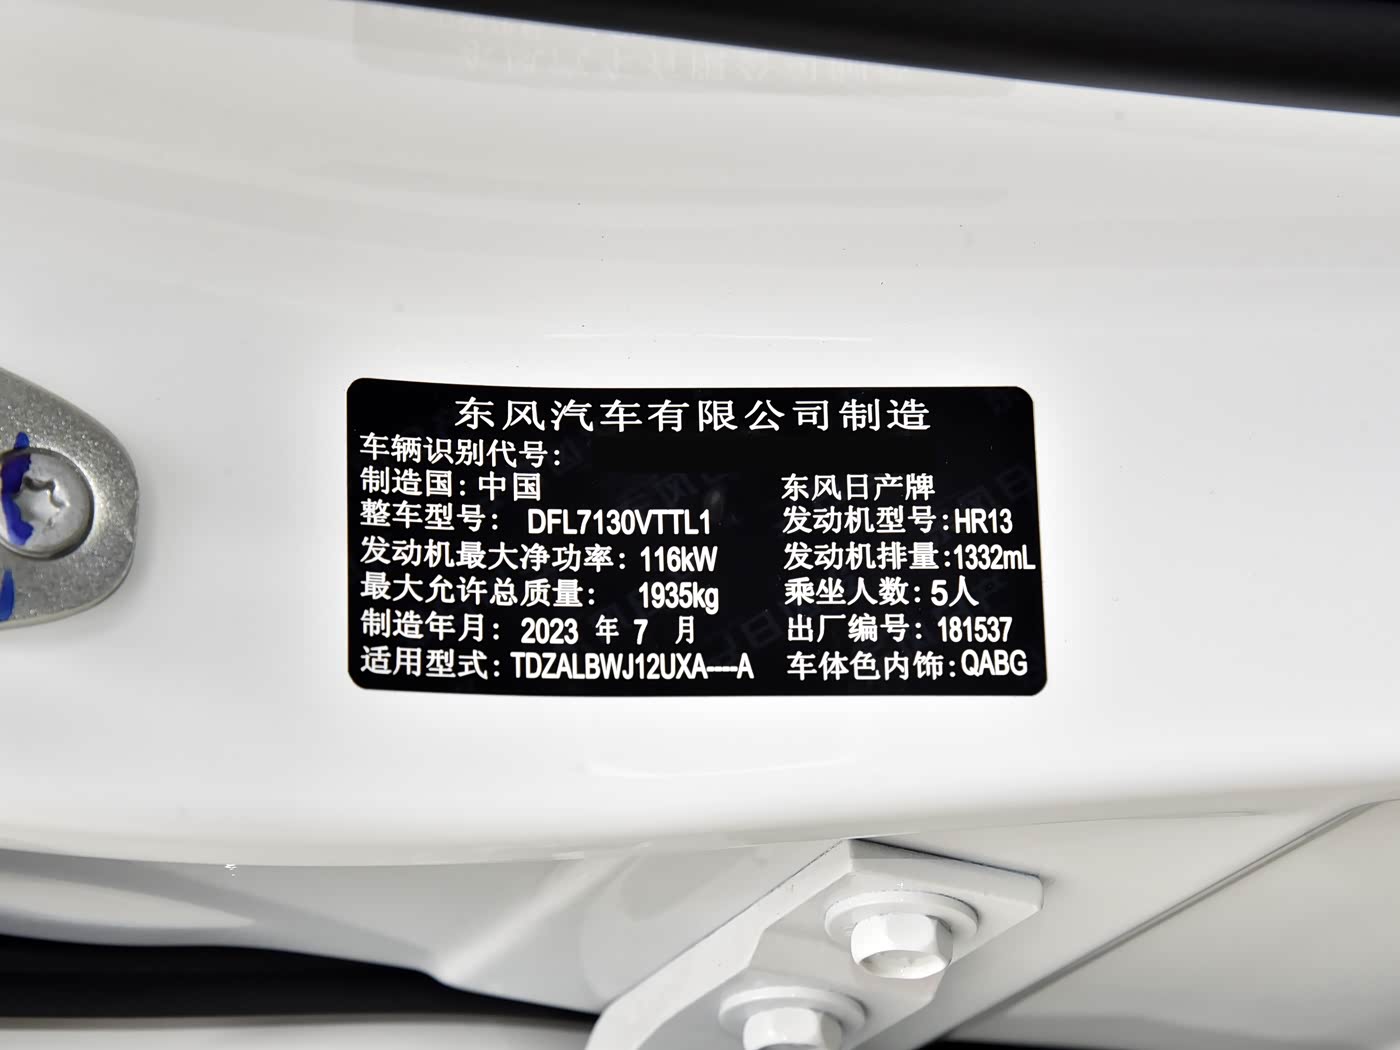 东风汽车有限公司制造
车辆识别代号：
制造国：中国 东风日产牌
整车型号： DFL7130VTTL1 发动机型号：HR13
发动机最大净功率：116kW 发动机排量：1332mL
最大允许总质量： 1935kg 乘坐人数：5人
制造年月： 2023 年 7 月 出厂编号：181537
适用型式：TDZALBWJ12UXA----A 车体色内饰：QABG